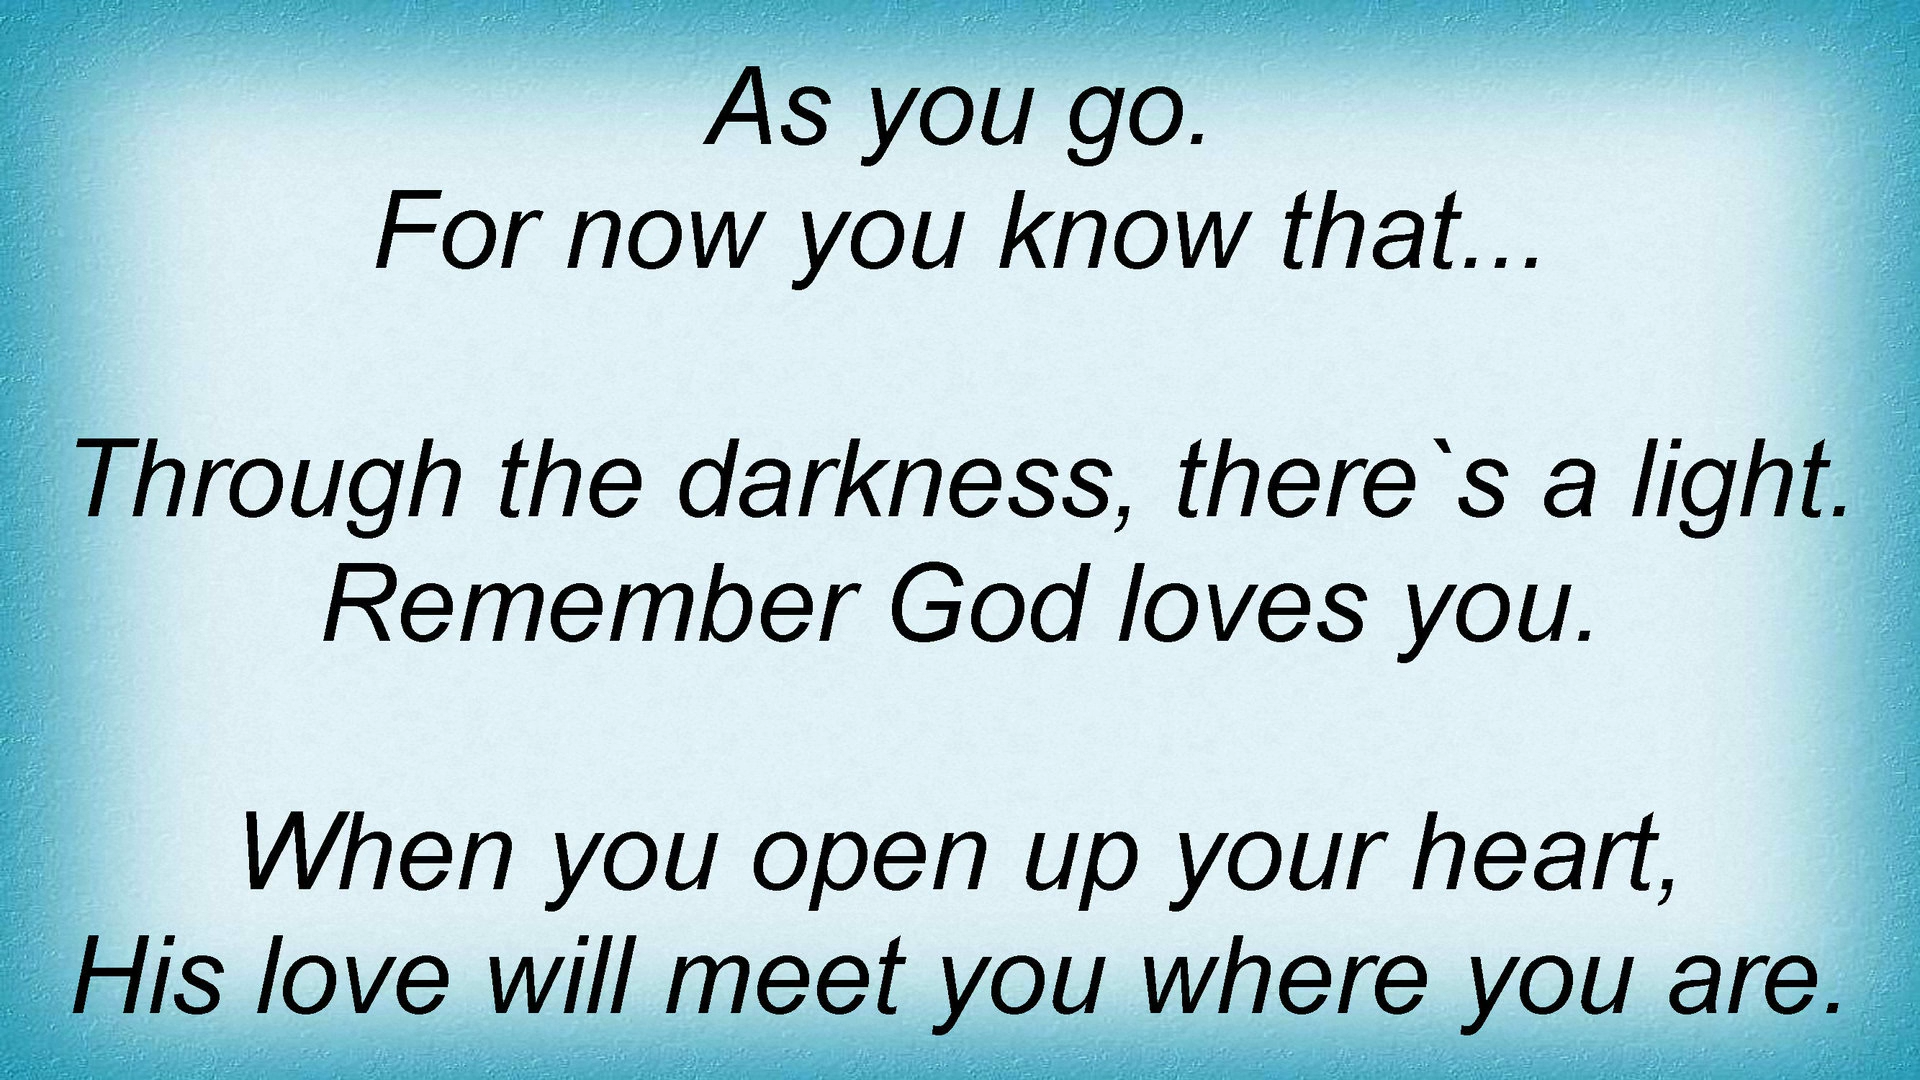 As you go.
For now you know that...
Through the darkness, there`s a light.
Remember God loves you.
When you open up your heart,
His love will meet you where you are.